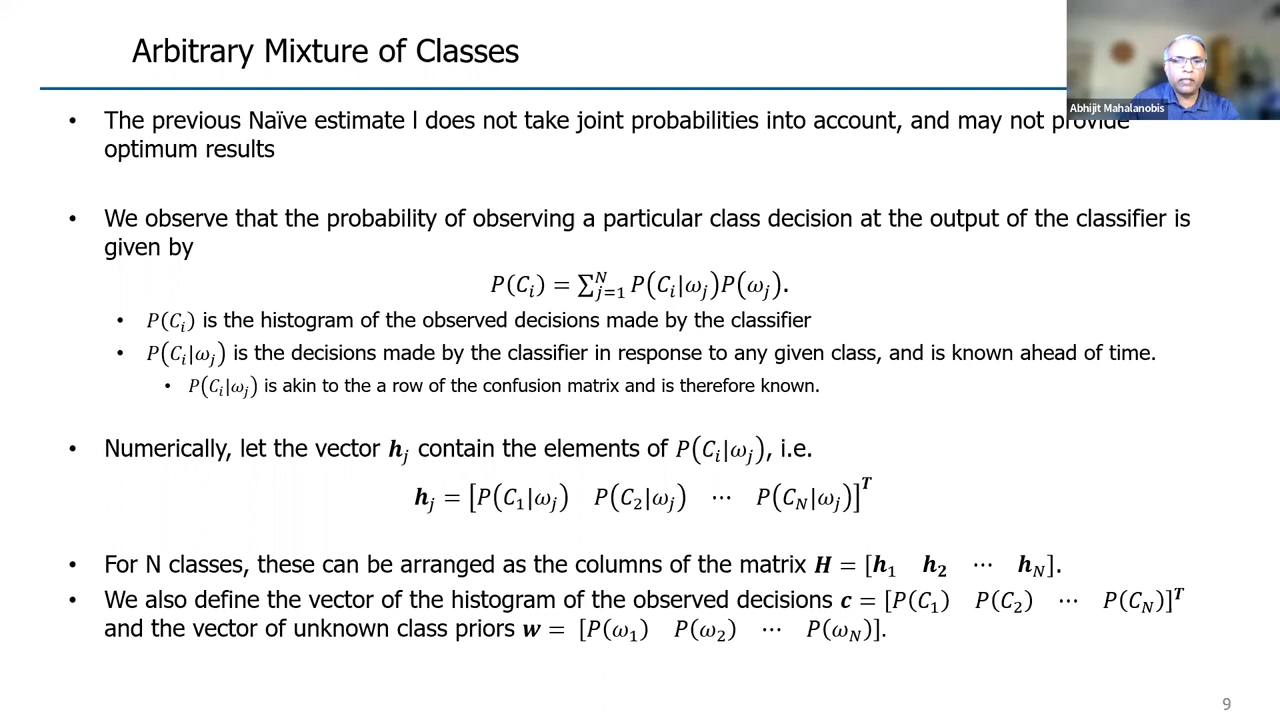 Arbitrary Mixture of Classes
Abhijit Mahalanobis
• The previous Naïve estimate I does not take joint probabilities into account, and may not provide
optimum results
• We observe that the probability of observing a particular class decision at the output of the classifier is
given by
P(C_i) = ∑_{j=1}^{N} P(C_i|ω_j)P(ω_j).
• P(C_i) is the histogram of the observed decisions made by the classifier
• P(C_i|ω_j) is the decisions made by the classifier in response to any given class, and is known ahead of time.
• P(C_i|ω_j) is akin to the a row of the confusion matrix and is therefore known.
• Numerically, let the vector h_j contain the elements of P(C_i|ω_j), i.e.
h_j = [P(C_1|ω_j) P(C_2|ω_j) ⋯ P(C_N|ω_j)]^T
• For N classes, these can be arranged as the columns of the matrix H = [h_1 h_2 ⋯ h_N].
• We also define the vector of the histogram of the observed decisions c = [P(C_1) P(C_2) ⋯ P(C_N)]^T
and the vector of unknown class priors w = [P(ω_1) P(ω_2) ⋯ P(ω_N)].
9